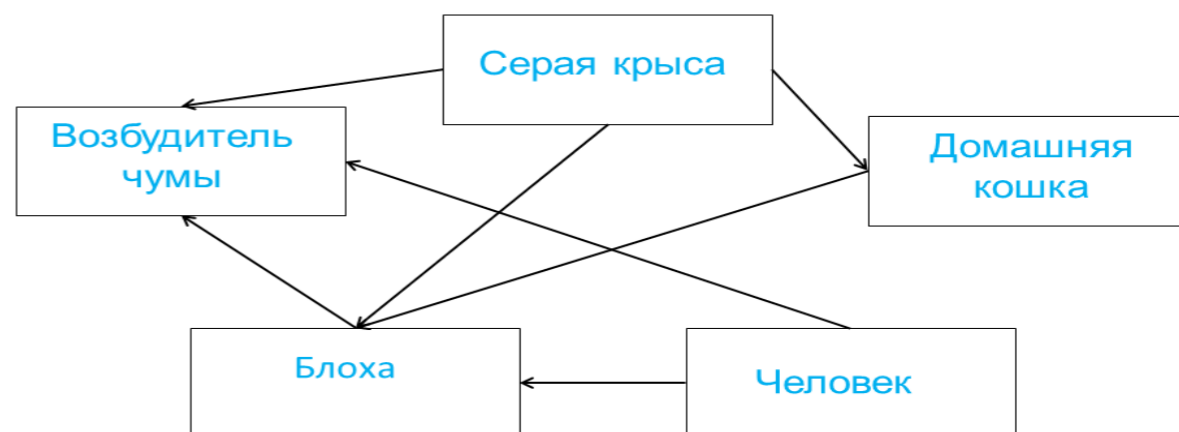 Серая крыса
Возбудитель
чумы
Домашняя
кошка
Блоха
Человек